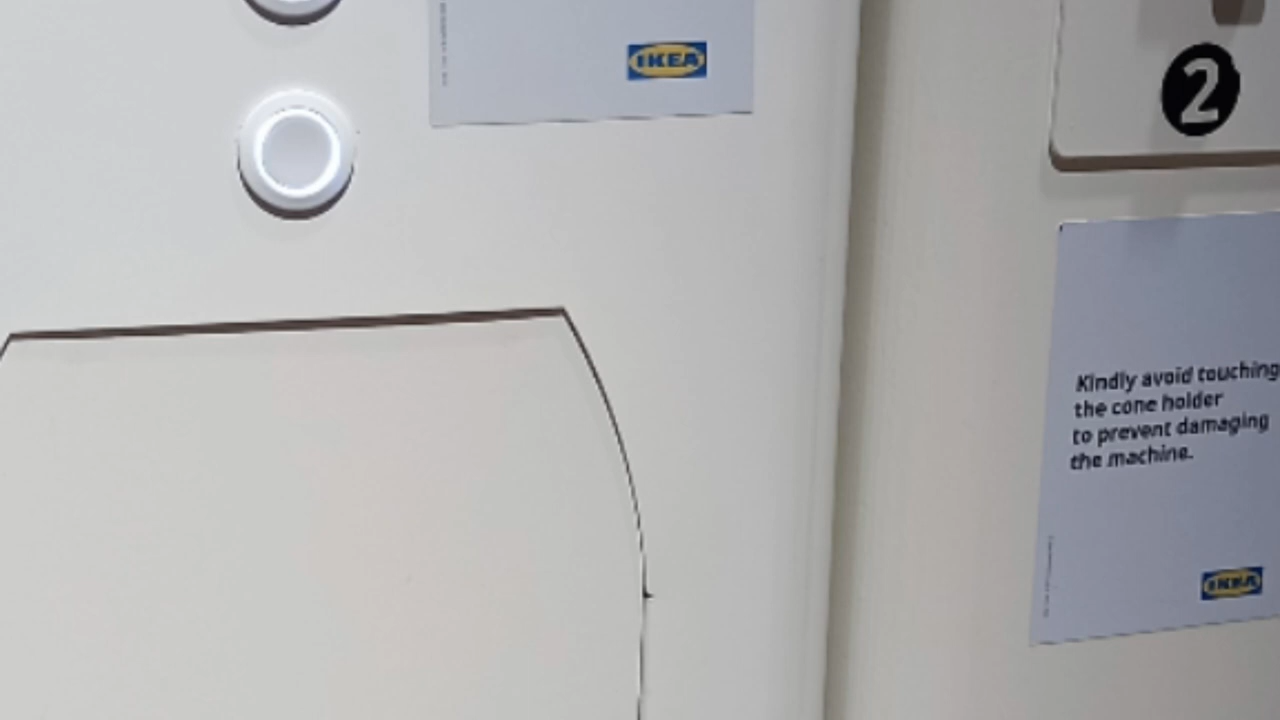 IKEA
2
Kindly avoid touching
the cone holder
to prevent damaging
the machine.
IKEA